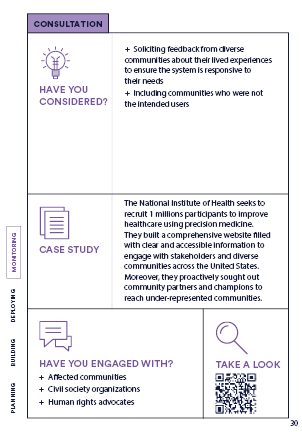 CONSULTATION
HAVE YOU
CONSIDERED?
+ Soliciting feedback from diverse
communities about their lived experiences
to ensure the system is responsive to
their needs
+ Including communities who were not
the intended users
CASE STUDY
The National Institute of Health seeks to
recruit 1 millions participants to improve
healthcare using precision medicine.
They built a comprehensive website filled
with clear and accessible information to
engage with stakeholders and diverse
communities across the United States.
Moreover, they proactively sought out
community partners and champions to
reach under-represented communities.
HAVE YOU ENGAGED WITH?
+ Affected communities
+ Civil society organizations
+ Human rights advocates
TAKE A LOOK
MONITORING
DEPLOYING
BUILDING
PLANNING
30